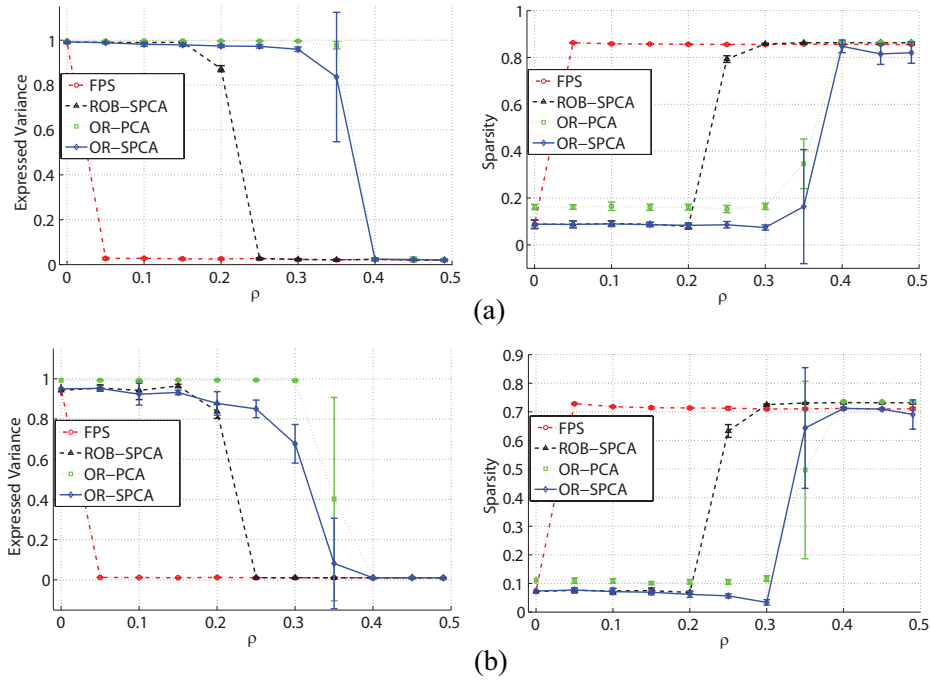 1
0.8
0.6
0.4
0.2
0
Expressed Variance
FPS
ROB−SPCA
OR−PCA
OR−SPCA
0 0.1 0.2 0.3 0.4 0.5
ρ
1
0.8
0.6
0.4
0.2
0
Sparsity
FPS
ROB−SPCA
OR−PCA
OR−SPCA
0 0.1 0.2 0.3 0.4 0.5
ρ
(a)
1
0.8
0.6
0.4
0.2
0
Expressed Variance
FPS
ROB−SPCA
OR−PCA
OR−SPCA
0 0.1 0.2 0.3 0.4 0.5
ρ
0.9
0.8
0.7
0.6
0.5
0.4
0.3
0.2
0.1
0
Sparsity
FPS
ROB−SPCA
OR−PCA
OR−SPCA
0 0.1 0.2 0.3 0.4 0.5
ρ
(b)